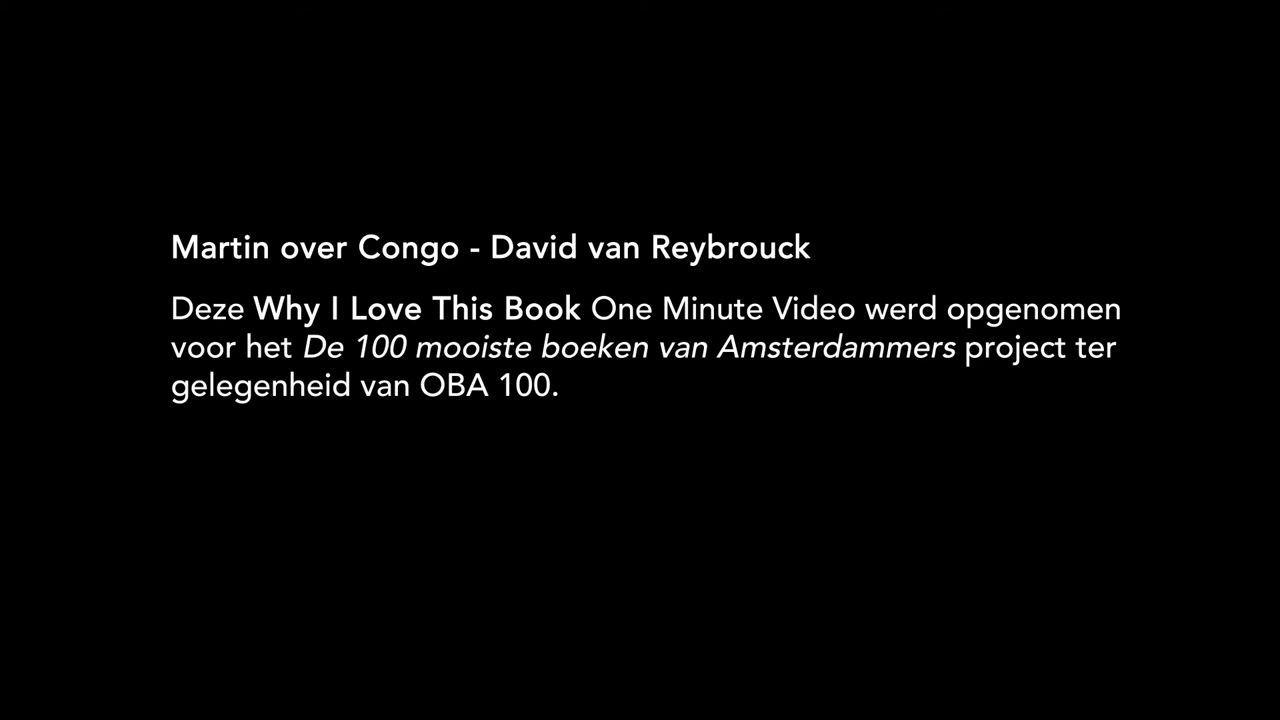 Martin over Congo - David van Reybrouck
Deze Why I Love This Book One Minute Video werd opgenomen
voor het De 100 mooiste boeken van Amsterdammers project ter
gelegenheid van OBA 100.